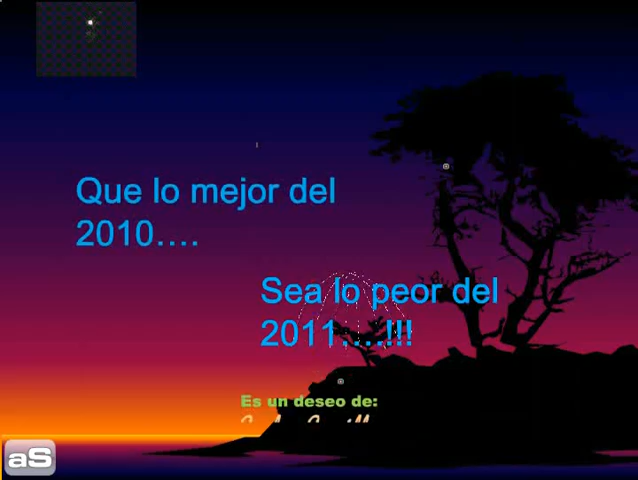 Que lo mejor del
2010....
Sea lo peor del
2011....!!!
Es un deseo de:
aS